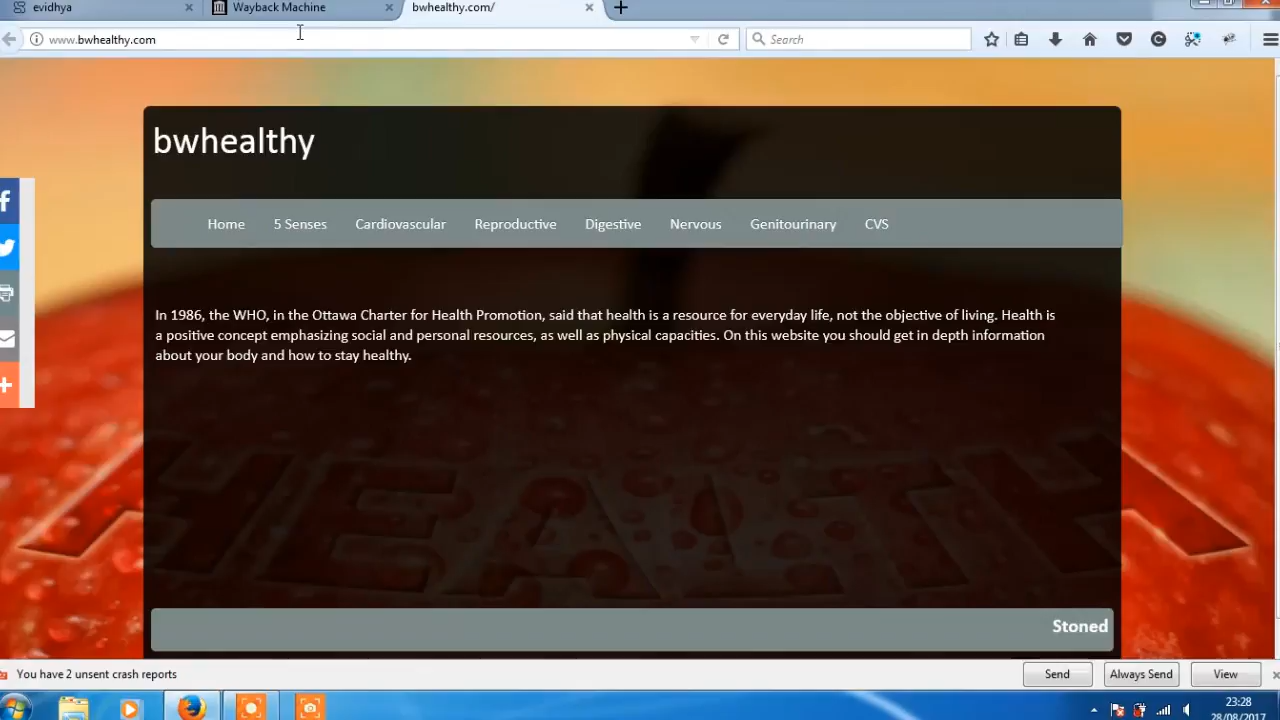 evidhya
Wayback Machine
bwhealthy.com/
www.bwhealthy.com
Search
bwhealthy
Home 5 Senses Cardiovascular Reproductive Digestive Nervous Genitourinary CVS
In 1986, the WHO, in the Ottawa Charter for Health Promotion, said that health is a resource for everyday life, not the objective of living. Health is
a positive concept emphasizing social and personal resources, as well as physical capacities. On this website you should get in depth information
about your body and how to stay healthy.
HEALTH
Stoned
You have 2 unsent crash reports
Send
Always Send
View
23:28
28/08/2017